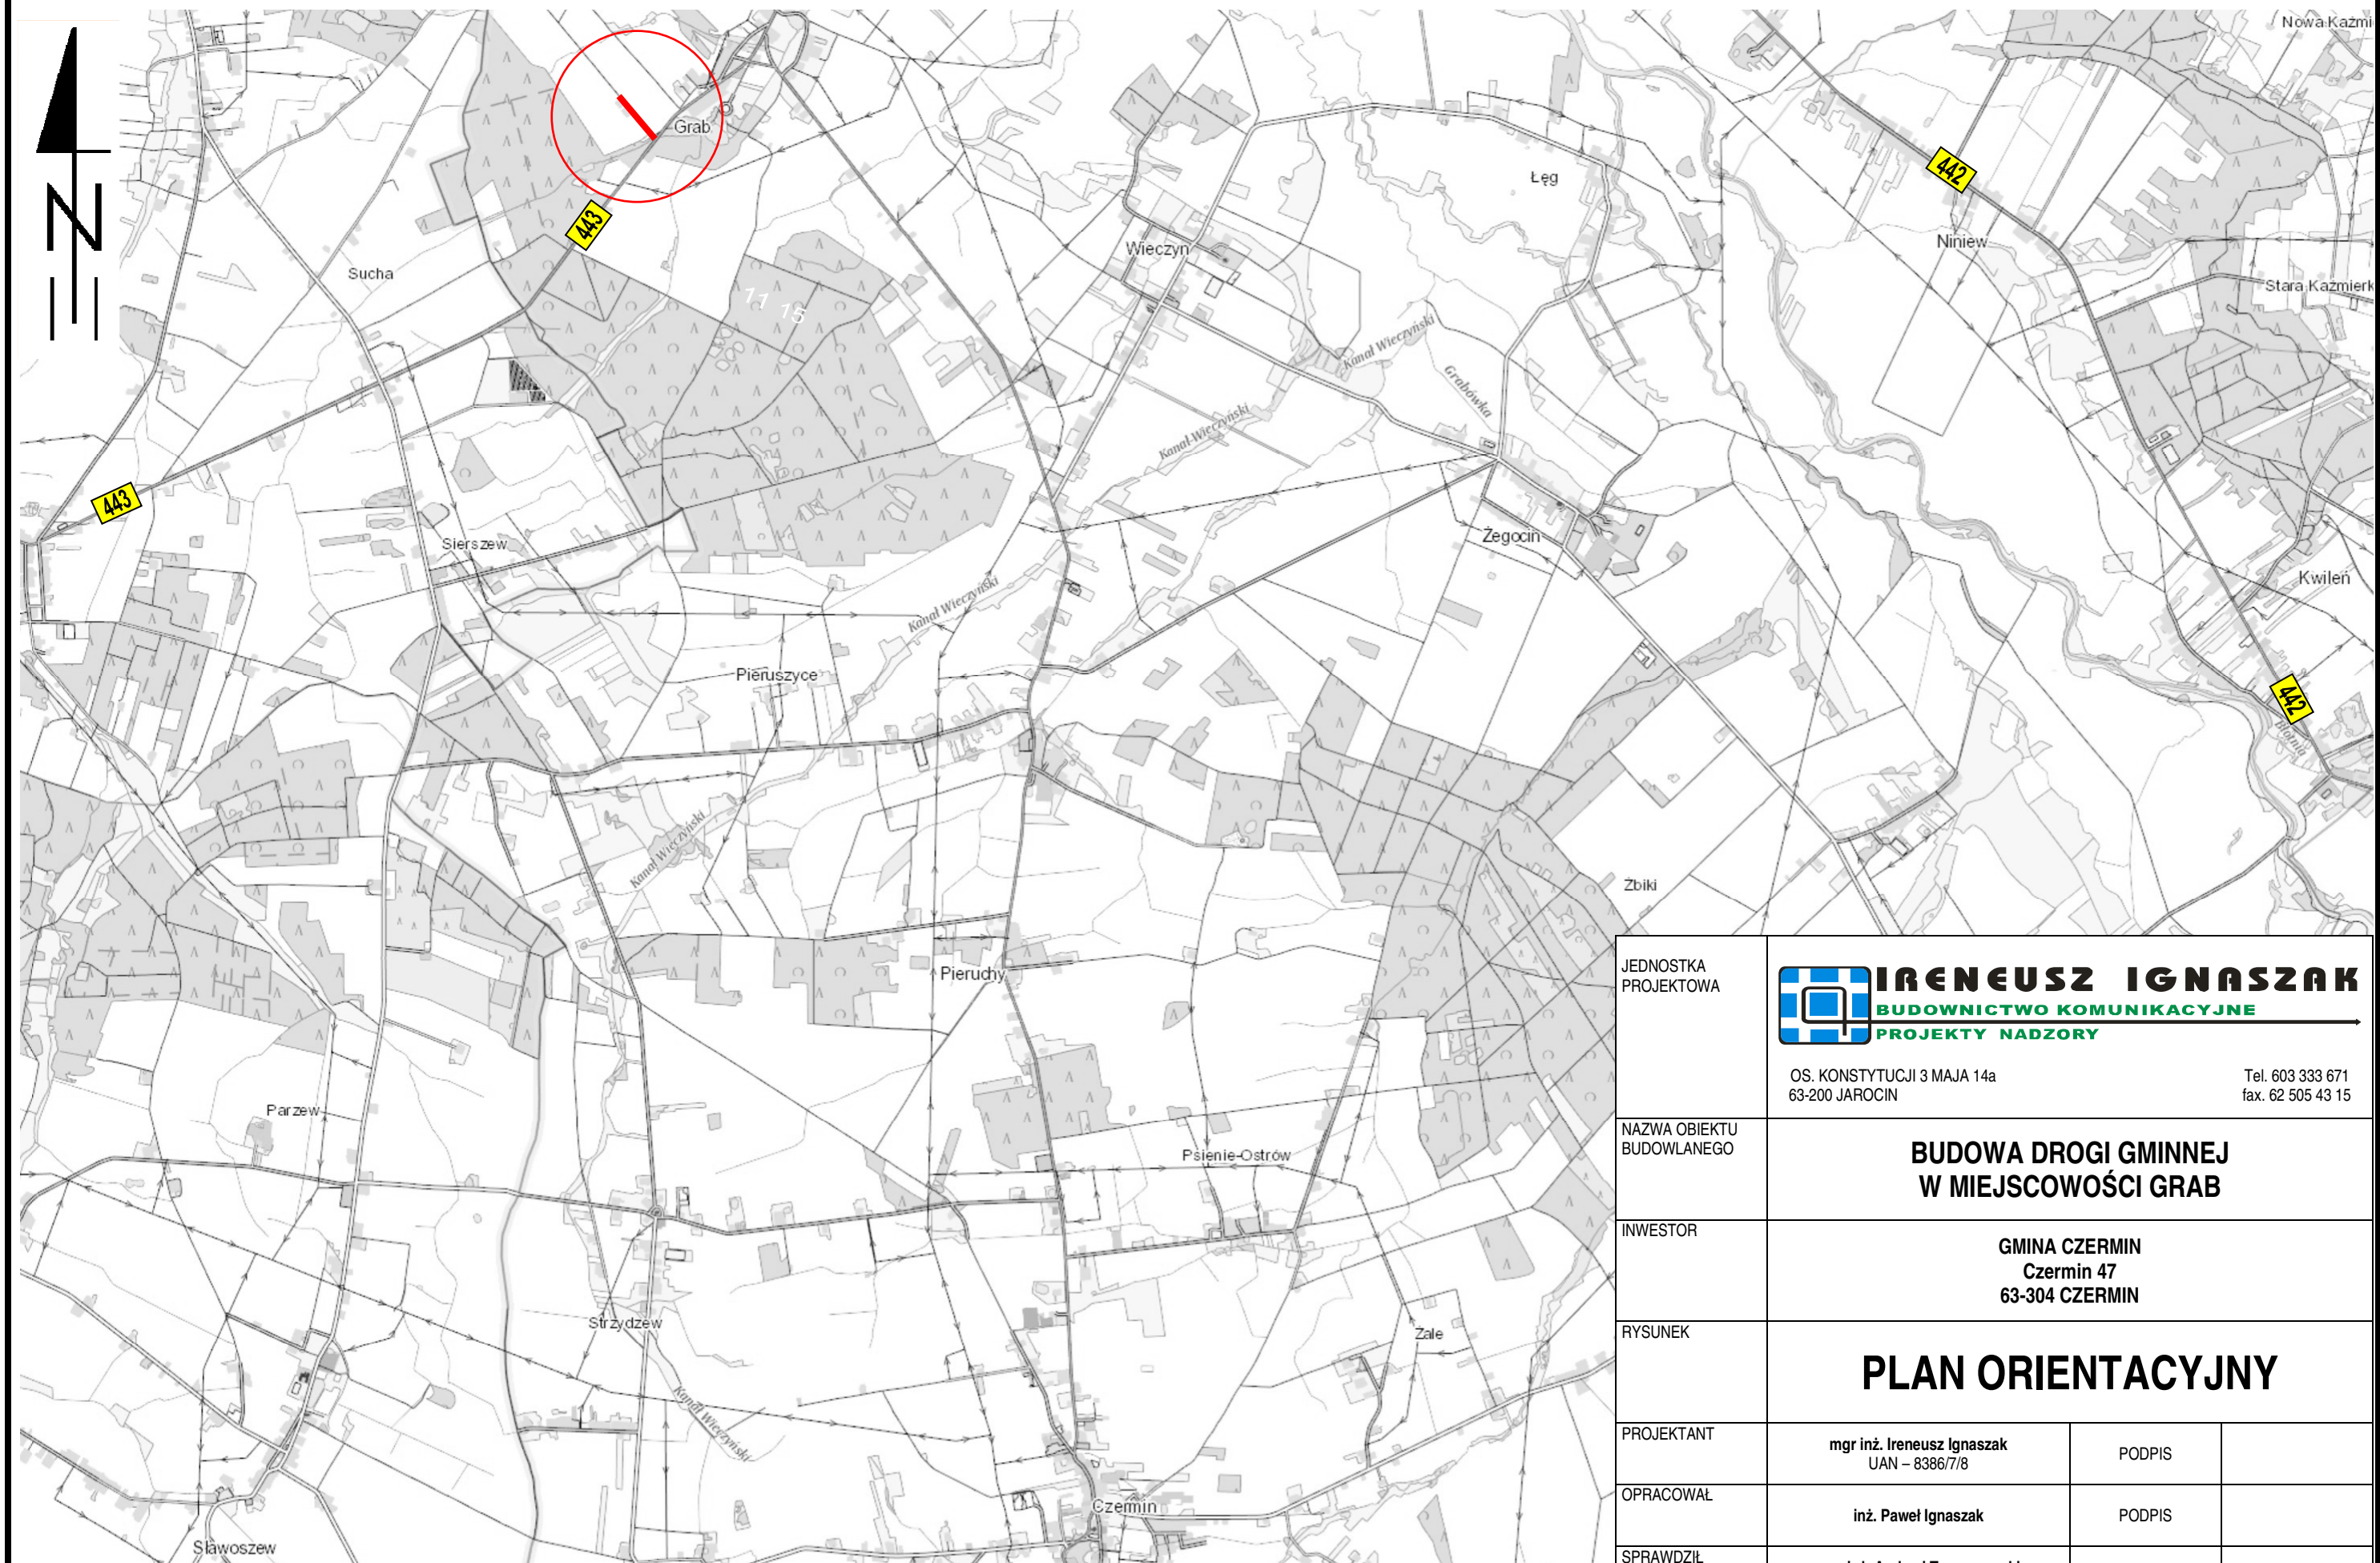 Nowa Kaźmi
N
Grab
443
442
Łęg
Wieczyn
Niniew
Sucha
Stara Kaźmierk
11 15
Kanał Wieczyński
Grabówka
Kanał Wieczyński
443
Sierszew
Żegocin
Kwileń
Kanał Wieczyński
Pieruszyce
442
Kanał Wieczyński
Żbiki
Pieruchy
Parzew
Psienie-Ostrów
Strzydzew
Żale
Kanał Wieczyński
Czermin
Sławoszew
JEDNOSTKA
PROJEKTOWA
IRENEUSZ IGNASZAK
BUDOWNICTWO KOMUNIKACYJNE
PROJEKTY NADZORY
OS. KONSTYTUCJI 3 MAJA 14a
63-200 JAROCIN
Tel. 603 333 671
fax. 62 505 43 15
NAZWA OBIEKTU
BUDOWLANEGO
BUDOWA DROGI GMINNEJ
W MIEJSCOWOŚCI GRAB
INWESTOR
GMINA CZERMIN
Czermin 47
63-304 CZERMIN
RYSUNEK
PLAN ORIENTACYJNY
PROJEKTANT
mgr inż. Ireneusz Ignaszak
UAN – 8386/7/8
PODPIS
OPRACOWAŁ
inż. Paweł Ignaszak
PODPIS
SPRAWDZIŁ